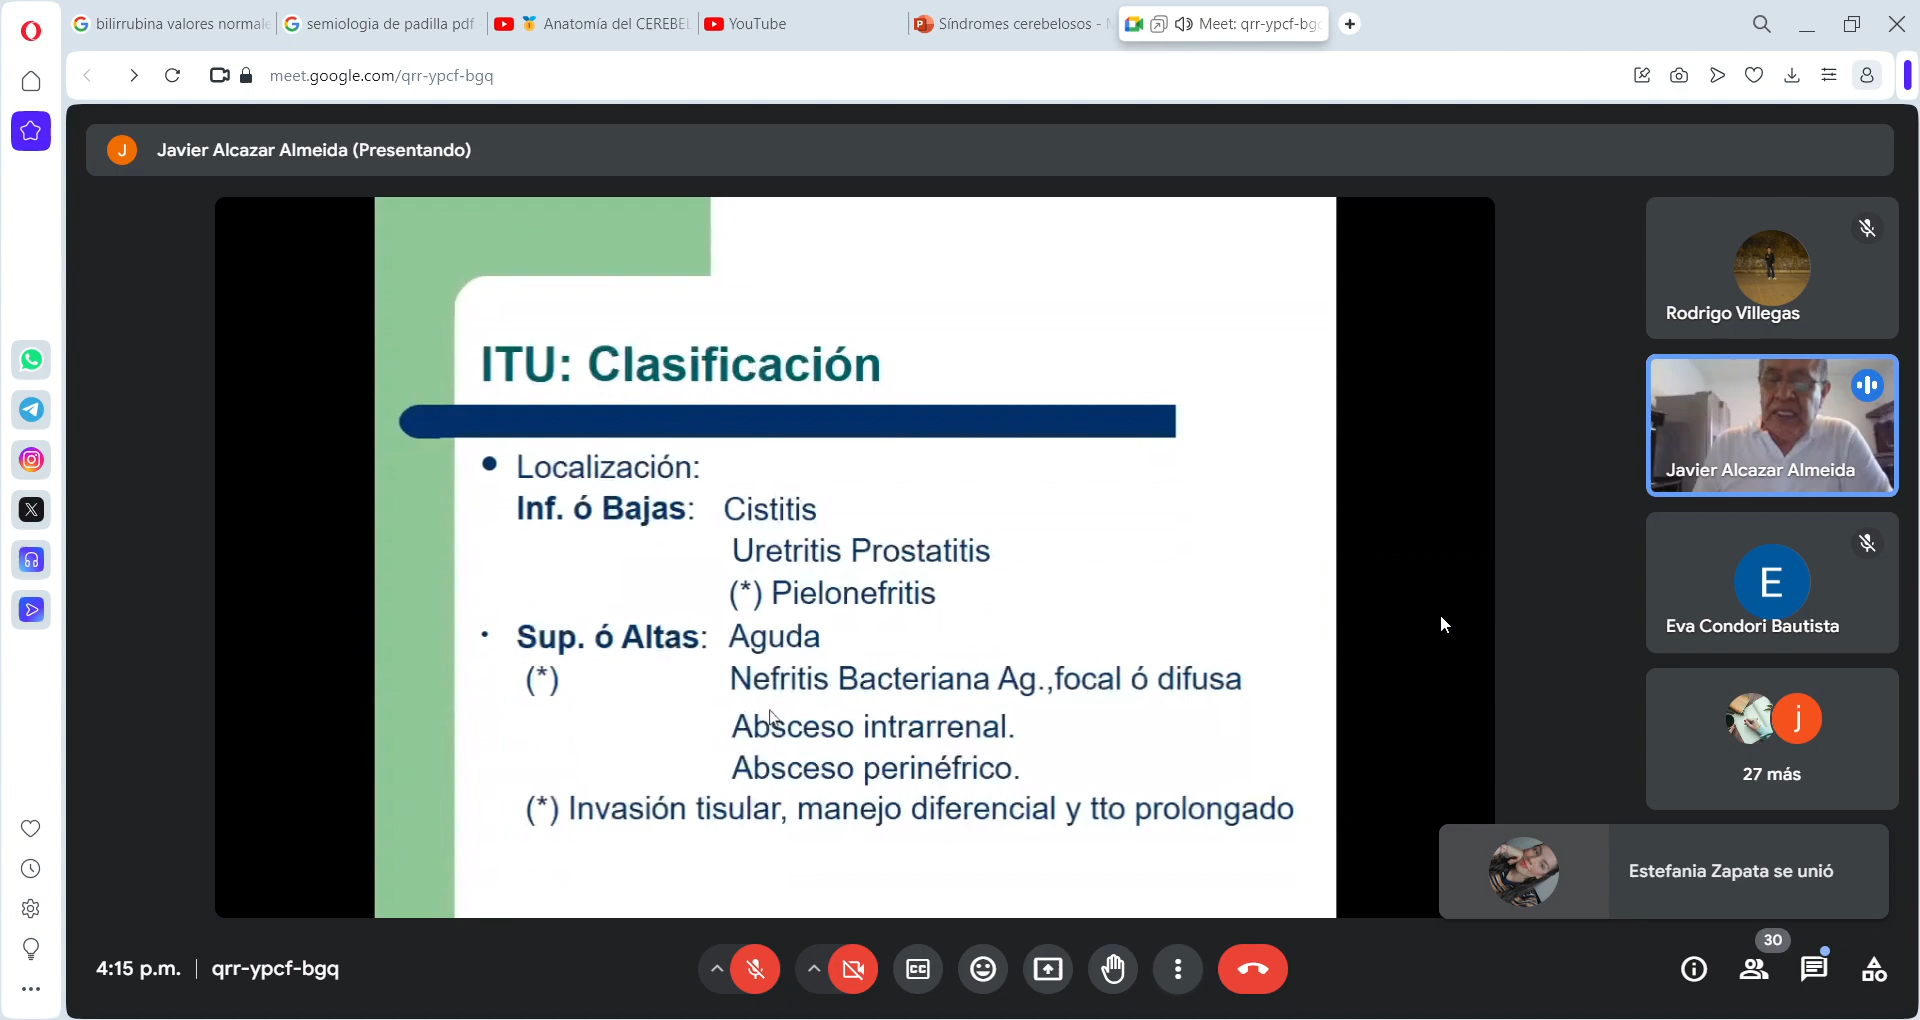 bilirrubina valores normale
semiologia de padilla pdf
Anatomía del CEREBEL
YouTube
Síndromes cerebelosos -
Meet: qrr-ypcf-bgq
meet.google.com/qrr-ypcf-bgq
J
Javier Alcazar Almeida (Presentando)
ITU: Clasificación
• Localización:
Inf. ó Bajas: Cistitis
Uretritis Prostatitis
(*) Pielonefritis
· Sup. ó Altas: Aguda
(*) Nefritis Bacteriana Ag.,focal ó difusa
Absceso intrarrenal.
Absceso perinéfrico.
(*) Invasión tisular, manejo diferencial y tto prolongado
Rodrigo Villegas
Javier Alcazar Almeida
E
Eva Condori Bautista
j
27 más
Estefania Zapata se unió
4:15 p.m. | qrr-ypcf-bgq
CC
30